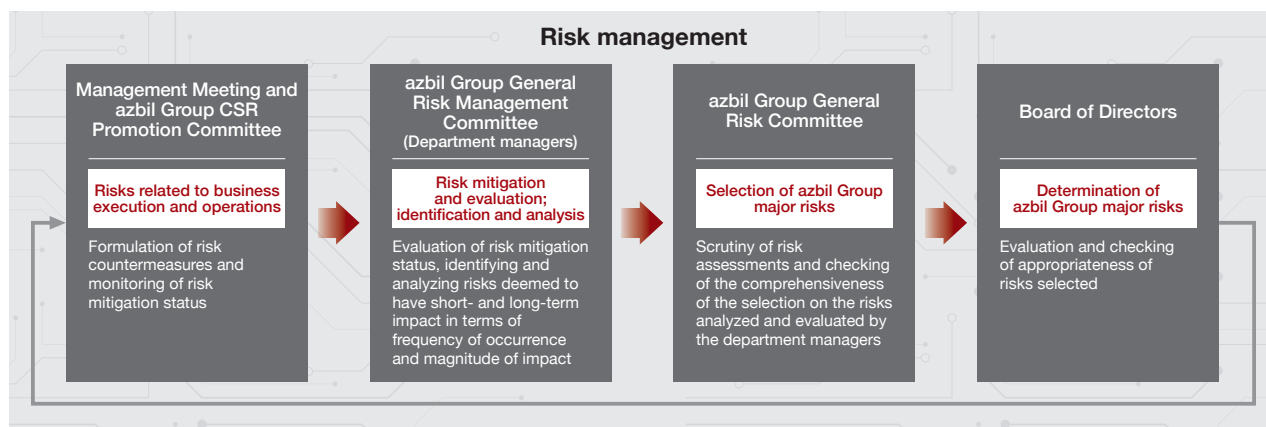 Risk management
Management Meeting and
azbil Group CSR
Promotion Committee
Risks related to business
execution and operations
Formulation of risk
countermeasures and
monitoring of risk
mitigation status
azbil Group General
Risk Management
Committee
(Department managers)
Risk mitigation
and evaluation;
identification and analysis
Evaluation of risk mitigation
status, identifying and
analyzing risks deemed to
have short- and long-term
impact in terms of
frequency of occurrence
and magnitude of impact
azbil Group General
Risk Committee
Selection of azbil Group
major risks
Scrutiny of risk
assessments and checking
of the comprehensiveness
of the selection on the risks
analyzed and evaluated by
the department managers
Board of Directors
Determination of
azbil Group major risks
Evaluation and checking
of appropriateness of
risks selected